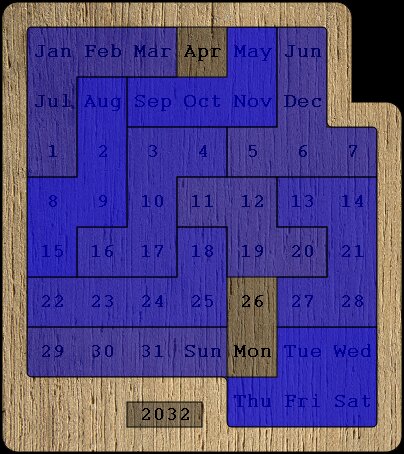 Jan Feb Mar Apr May Jun
Jul Aug Sep Oct Nov Dec
1 2 3 4 5 6 7
8 9 10 11 12 13 14
15 16 17 18 19 20 21
22 23 24 25 26 27 28
29 30 31 Sun Mon Tue Wed
Thu Fri Sat
2032